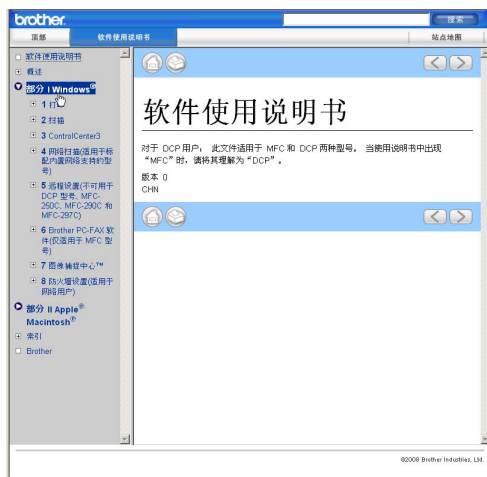 brother.
搜索
顶部
软件使用说明书
站点地图
软件使用说明书
概述
部分 I Windows®
1 打
2 扫描
3 ControlCenter3
4 网络扫描(适用于标
配内置网络支持的型
号)
5 远程设置(不可用于
DCP 型号, MFC-
250C, MFC-290C 和
MFC-297C)
6 Brother PC-FAX 软
件(仅适用于 MFC 型
号)
7 图像捕捉中心™
8 防火墙设置(适用于
网络用户)
部分 II Apple®
Macintosh®
索引
Brother
软件使用说明书
对于 DCP 用户， 此文件适用于 MFC 和 DCP 两种型号。 当使用说明书中出现
“MFC” 时，请将其理解为 “DCP” 。
版本 0
CHN
©2008 Brother Industries, Ltd.